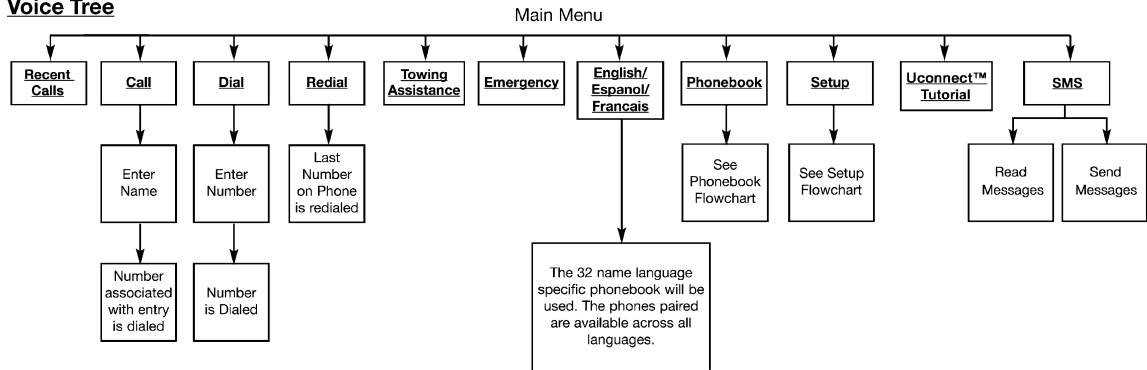 Voice Tree
Main Menu
Recent
Calls
Call
Dial
Redial
Towing
Assistance
Emergency
English/
Espanol/
Francais
Phonebook
Setup
Uconnect™
Tutorial
SMS
Enter
Name
Enter
Number
Last
Number
on Phone
is redialed
See
Phonebook
Flowchart
See Setup
Flowchart
Read
Messages
Send
Messages
Number
associated
with entry
is dialed
Number
is Dialed
The 32 name language
specific phonebook will be
used. The phones paired
are available across all
languages.